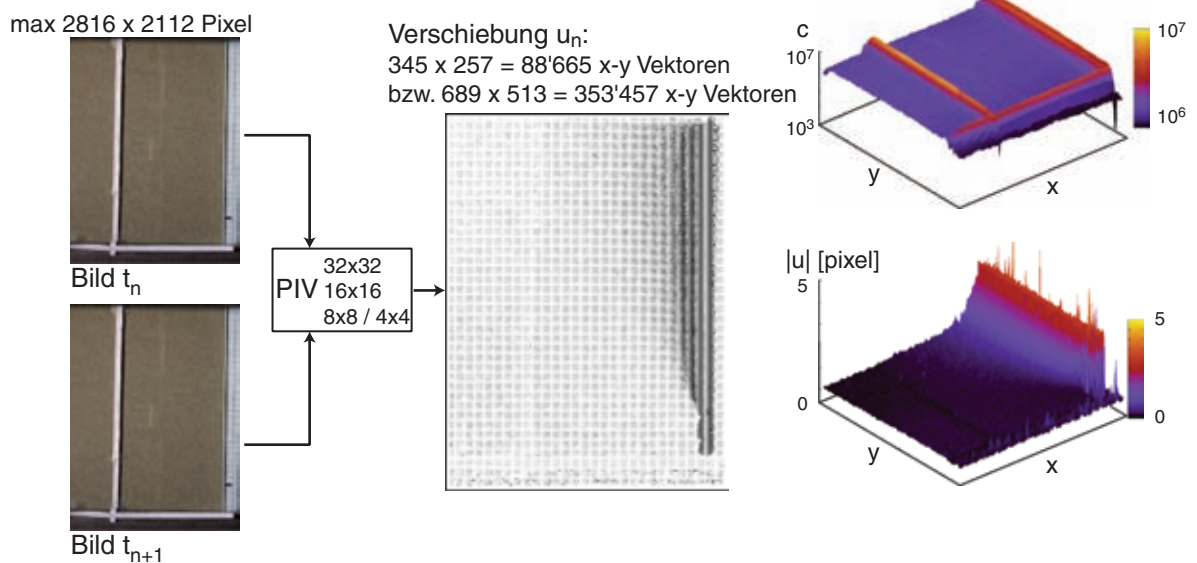 max 2816 x 2112 Pixel
Bild tn
Bild tn+1
PIV
32x32
16x16
8x8 / 4x4
Verschiebung un:
345 x 257 = 88'665 x-y Vektoren
bzw. 689 x 513 = 353'457 x-y Vektoren
c
10⁷
10³
y
x
10⁷
10⁶
|u| [pixel]
5
0
y
x
5
0